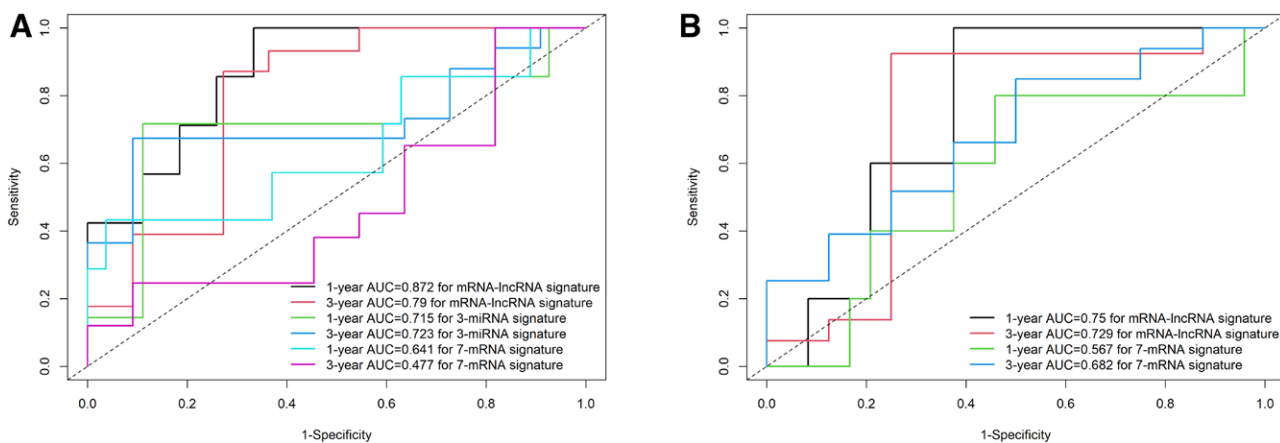 A
1.0
0.8
0.6
0.4
0.2
0.0
Sensitivity
1-year AUC=0.872 for mRNA-lncRNA signature
3-year AUC=0.79 for mRNA-lncRNA signature
1-year AUC=0.715 for 3-miRNA signature
3-year AUC=0.723 for 3-miRNA signature
1-year AUC=0.641 for 7-mRNA signature
3-year AUC=0.477 for 7-mRNA signature
0.0 0.2 0.4 0.6 0.8 1.0
1-Specificity
B
1.0
0.8
0.6
0.4
0.2
0.0
Sensitivity
1-year AUC=0.75 for mRNA-lncRNA signature
3-year AUC=0.729 for mRNA-lncRNA signature
1-year AUC=0.567 for 7-mRNA signature
3-year AUC=0.682 for 7-mRNA signature
0.0 0.2 0.4 0.6 0.8 1.0
1-Specificity